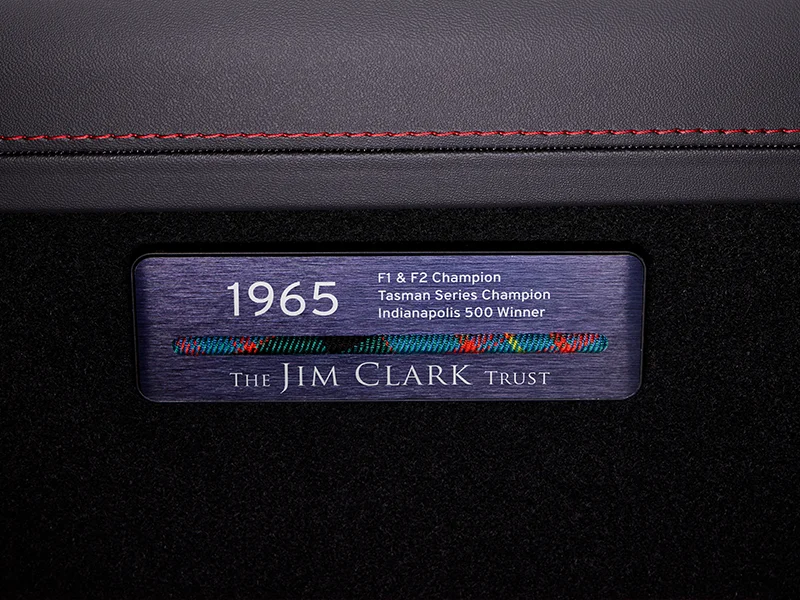 1965
F1 & F2 Champion
Tasman Series Champion
Indianapolis 500 Winner
THE JIM CLARK TRUST